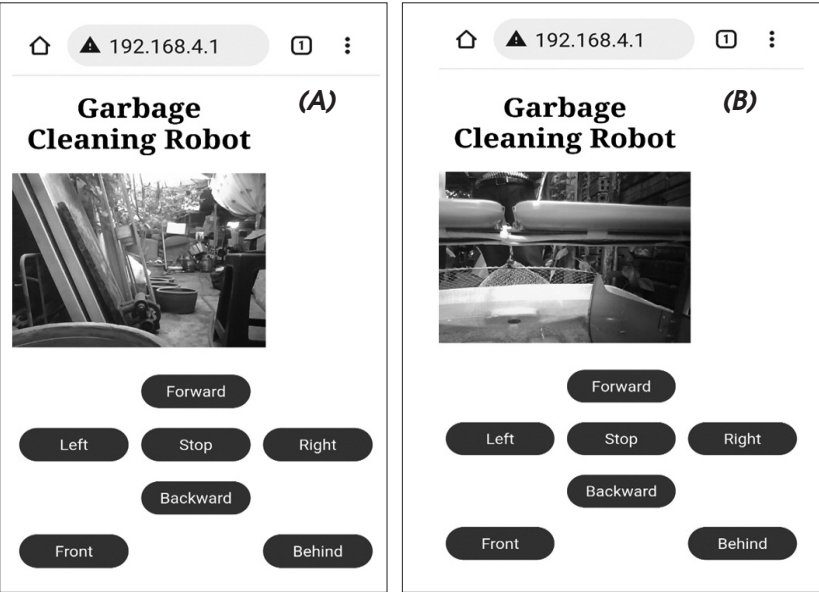 192.168.4.1
1
(A)
Garbage
Cleaning Robot
Forward
Left Stop Right
Backward
Front Behind
192.168.4.1
1
(B)
Garbage
Cleaning Robot
Forward
Left Stop Right
Backward
Front Behind